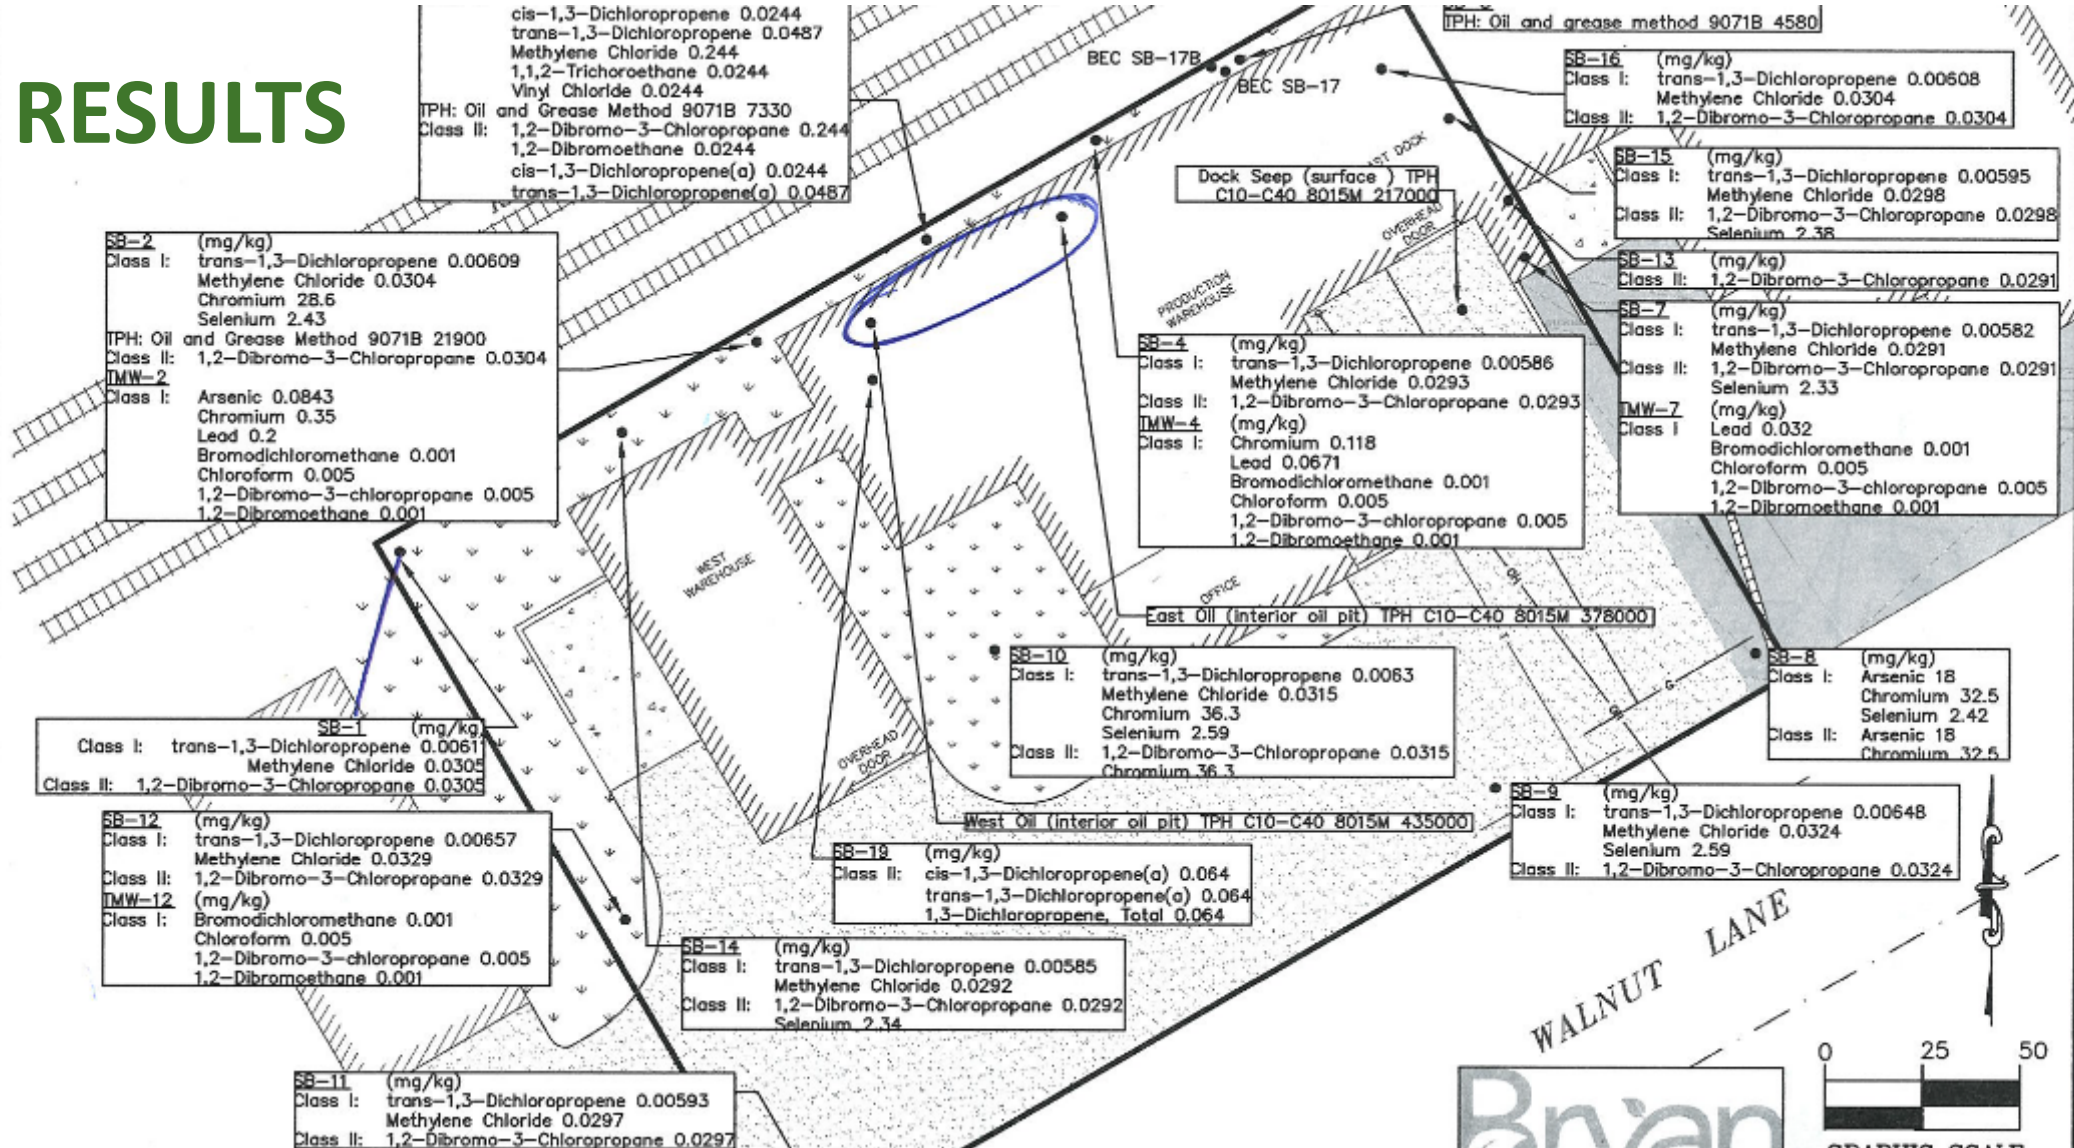 RESULTS
cis-1,3-Dichloropropene 0.0244
trans-1,3-Dichloropropene 0.0487
Methylene Chloride 0.244
1,1,2-Trichoroethane 0.0244
Vinyl Chloride 0.0244
TPH: Oil and Grease Method 9071B 7330
Class II: 1,2-Dibromo-3-Chloropropane 0.244
1,2-Dibromoethane 0.0244
cis-1,3-Dichloropropene(a) 0.0244
trans-1,3-Dichloropropene(a) 0.0487
BEC SB-17B
BEC SB-17
TPH: Oil and grease method 9071B 4580
SB-16 (mg/kg)
Class I: trans-1,3-Dichloropropene 0.00608
Methylene Chloride 0.0304
Class II: 1,2-Dibromo-3-Chloropropane 0.0304
SB-15 (mg/kg)
Class I: trans-1,3-Dichloropropene 0.00595
Methylene Chloride 0.0298
Class II: 1,2-Dibromo-3-Chloropropane 0.0298
Selenium 2.38
DOCK
Dock Seep (surface ) TPH
C10-C40 8015M 217000
OVERHEAD
DOOR
SB-13 (mg/kg)
Class II: 1,2-Dibromo-3-Chloropropane 0.0291
SB-7 (mg/kg)
Class I: trans-1,3-Dichloropropene 0.00582
Methylene Chloride 0.0291
Class II: 1,2-Dibromo-3-Chloropropane 0.0291
Selenium 2.33
TMW-7 (mg/kg)
Class I Lead 0.032
Bromodichloromethane 0.001
Chloroform 0.005
1,2-Dibromo-3-chloropropane 0.005
1,2-Dibromoethane 0.001
SB-2 (mg/kg)
Class I: trans-1,3-Dichloropropene 0.00609
Methylene Chloride 0.0304
Chromium 28.6
Selenium 2.43
TPH: Oil and Grease Method 9071B 21900
Class II: 1,2-Dibromo-3-Chloropropane 0.0304
TMW-2
Class I: Arsenic 0.0843
Chromium 0.35
Lead 0.2
Bromodichloromethane 0.001
Chloroform 0.005
1,2-Dibromo-3-chloropropane 0.005
1,2-Dibromoethane 0.001
PRODUCTION
WAREHOUSE
SB-4 (mg/kg)
Class I: trans-1,3-Dichloropropene 0.00586
Methylene Chloride 0.0293
Class II: 1,2-Dibromo-3-Chloropropane 0.0293
TMW-4 (mg/kg)
Class I: Chromium 0.118
Lead 0.0671
Bromodichloromethane 0.001
Chloroform 0.005
1,2-Dibromo-3-chloropropane 0.005
1,2-Dibromoethane 0.001
WEST
WAREHOUSE
OFFICE
East Oil (interior oil pit) TPH C10-C40 8015M 378000
SB-10 (mg/kg)
Class I: trans-1,3-Dichloropropene 0.0063
Methylene Chloride 0.0315
Chromium 36.3
Selenium 2.59
Class II: 1,2-Dibromo-3-Chloropropane 0.0315
Chromium 36.3
SB-8 (mg/kg)
Class I: Arsenic 18
Chromium 32.5
Selenium 2.42
Class II: Arsenic 18
Chromium 32.5
G
SB-1 (mg/kg)
Class I: trans-1,3-Dichloropropene 0.0061
Methylene Chloride 0.0305
Class II: 1,2-Dibromo-3-Chloropropane 0.0305
OVERHEAD
DOOR
SB-12 (mg/kg)
Class I: trans-1,3-Dichloropropene 0.00657
Methylene Chloride 0.0329
Class II: 1,2-Dibromo-3-Chloropropane 0.0329
TMW-12 (mg/kg)
Class I: Bromodichloromethane 0.001
Chloroform 0.005
1,2-Dibromo-3-chloropropane 0.005
1,2-Dibromoethane 0.001
West Oil (interior oil pit) TPH C10-C40 8015M 435000
SB-9 (mg/kg)
Class I: trans-1,3-Dichloropropene 0.00648
Methylene Chloride 0.0324
Selenium 2.59
Class II: 1,2-Dibromo-3-Chloropropane 0.0324
SB-19 (mg/kg)
Class II: cis-1,3-Dichloropropene(a) 0.064
trans-1,3-Dichloropropene(a) 0.064
1,3-Dichloropropene, Total 0.064
SB-14 (mg/kg)
Class I: trans-1,3-Dichloropropene 0.00585
Methylene Chloride 0.0292
Class II: 1,2-Dibromo-3-Chloropropane 0.0292
Selenium 2.34
WALNUT LANE
SB-11 (mg/kg)
Class I: trans-1,3-Dichloropropene 0.00593
Methylene Chloride 0.0297
Class II: 1,2-Dibromo-3-Chloropropane 0.0297
Bryan
0 25 50
GRAPHIC SCALE